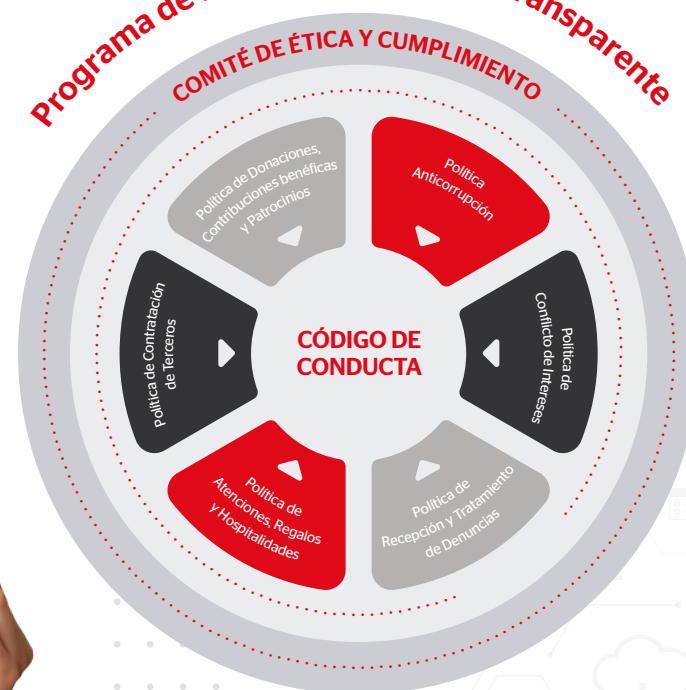 Programa de
transparente
COMITÉ DE ÉTICA Y CUMPLIMIENTO
Política de Donaciones,
Contribuciones benéficas
y Patrocinios
Política
Anticorrupción
Política de Contratación
de Terceros
CÓDIGO DE
CONDUCTA
Política de
Conflicto de Intereses
Política de
Atenciones, Regalos
y Hospitalidades
Política de
Recepción y Tratamiento
de Denuncias